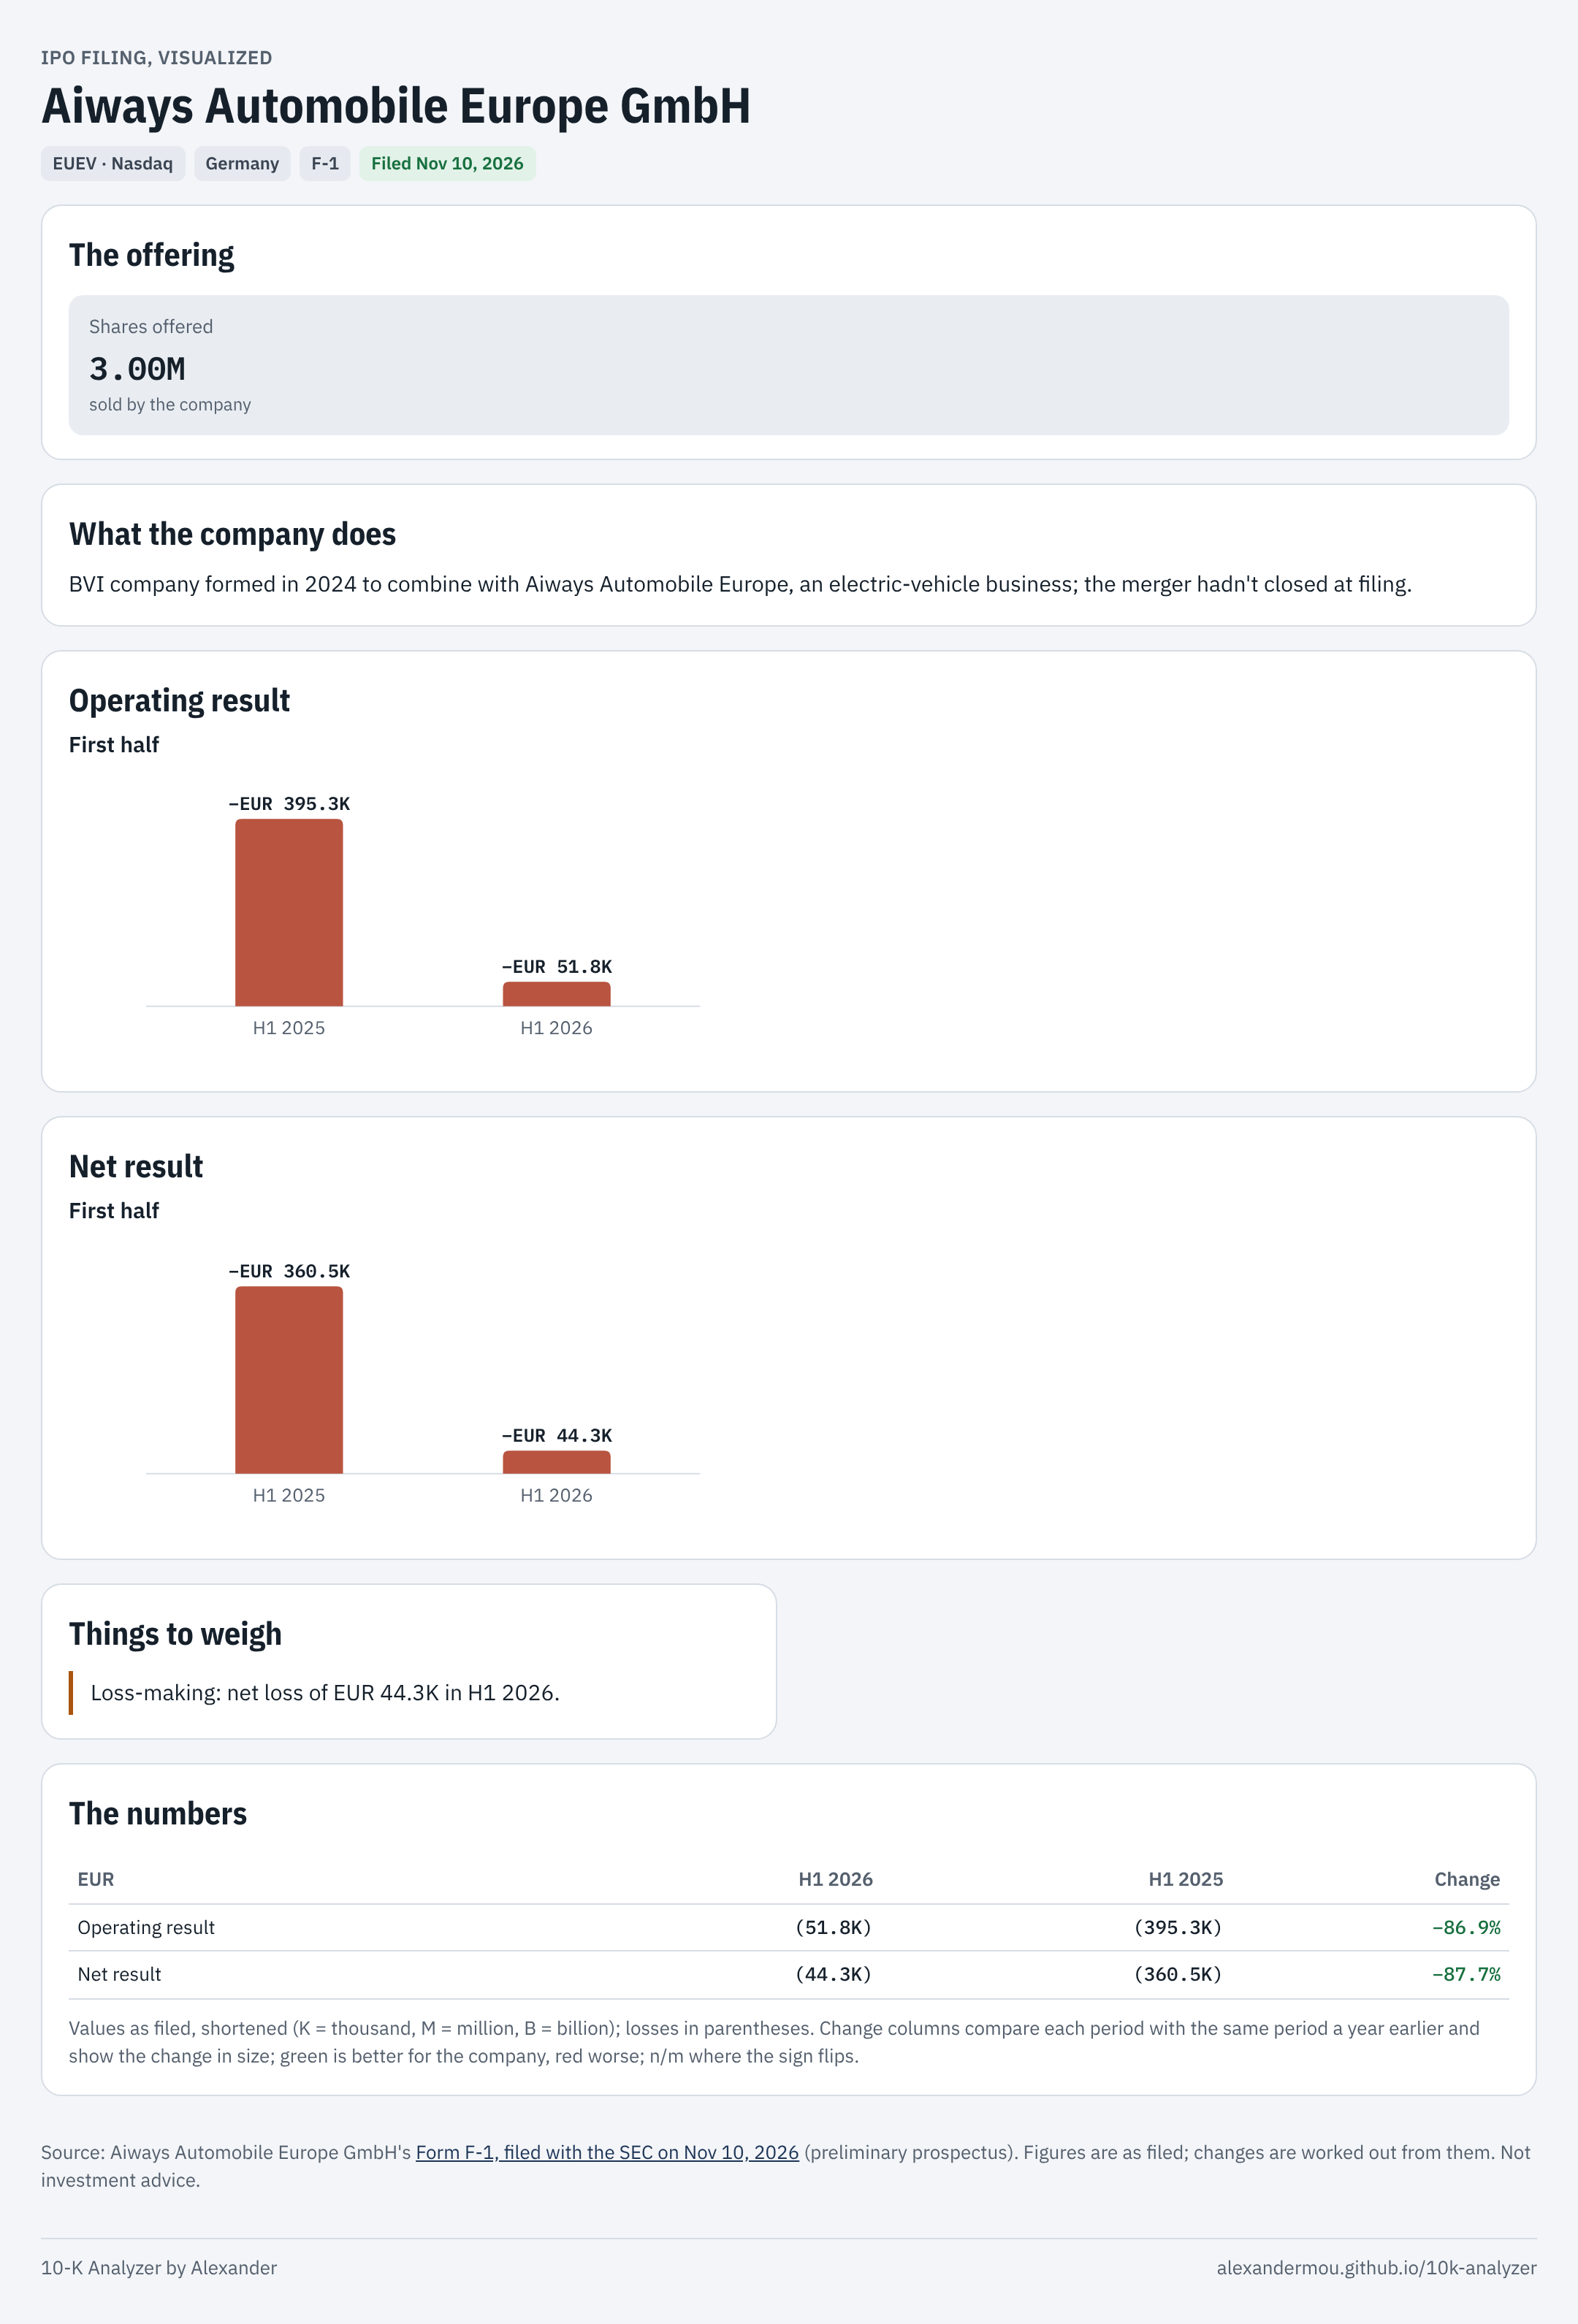 IPO FILING, VISUALIZED
Aiways Automobile Europe GmbH
EUEV · Nasdaq
Germany
F-1
Filed Nov 10, 2026
The offering
Shares offered
3.00M
sold by the company
What the company does
BVI company formed in 2024 to combine with Aiways Automobile Europe, an electric-vehicle business; the merger hadn't closed at filing.
Operating result
First half
−EUR 395.3K
−EUR 51.8K
H1 2025
H1 2026
Net result
First half
−EUR 360.5K
−EUR 44.3K
H1 2025
H1 2026
Things to weigh
Loss-making: net loss of EUR 44.3K in H1 2026.
The numbers
EUR H1 2026 H1 2025 Change
Operating result (51.8K) (395.3K) −86.9%
Net result (44.3K) (360.5K) −87.7%
Values as filed, shortened (K = thousand, M = million, B = billion); losses in parentheses. Change columns compare each period with the same period a year earlier and
show the change in size; green is better for the company, red worse; n/m where the sign flips.
Source: Aiways Automobile Europe GmbH's Form F-1, filed with the SEC on Nov 10, 2026 (preliminary prospectus). Figures are as filed; changes are worked out from them. Not
investment advice.
10-K Analyzer by Alexander
alexandermou.github.io/10k-analyzer